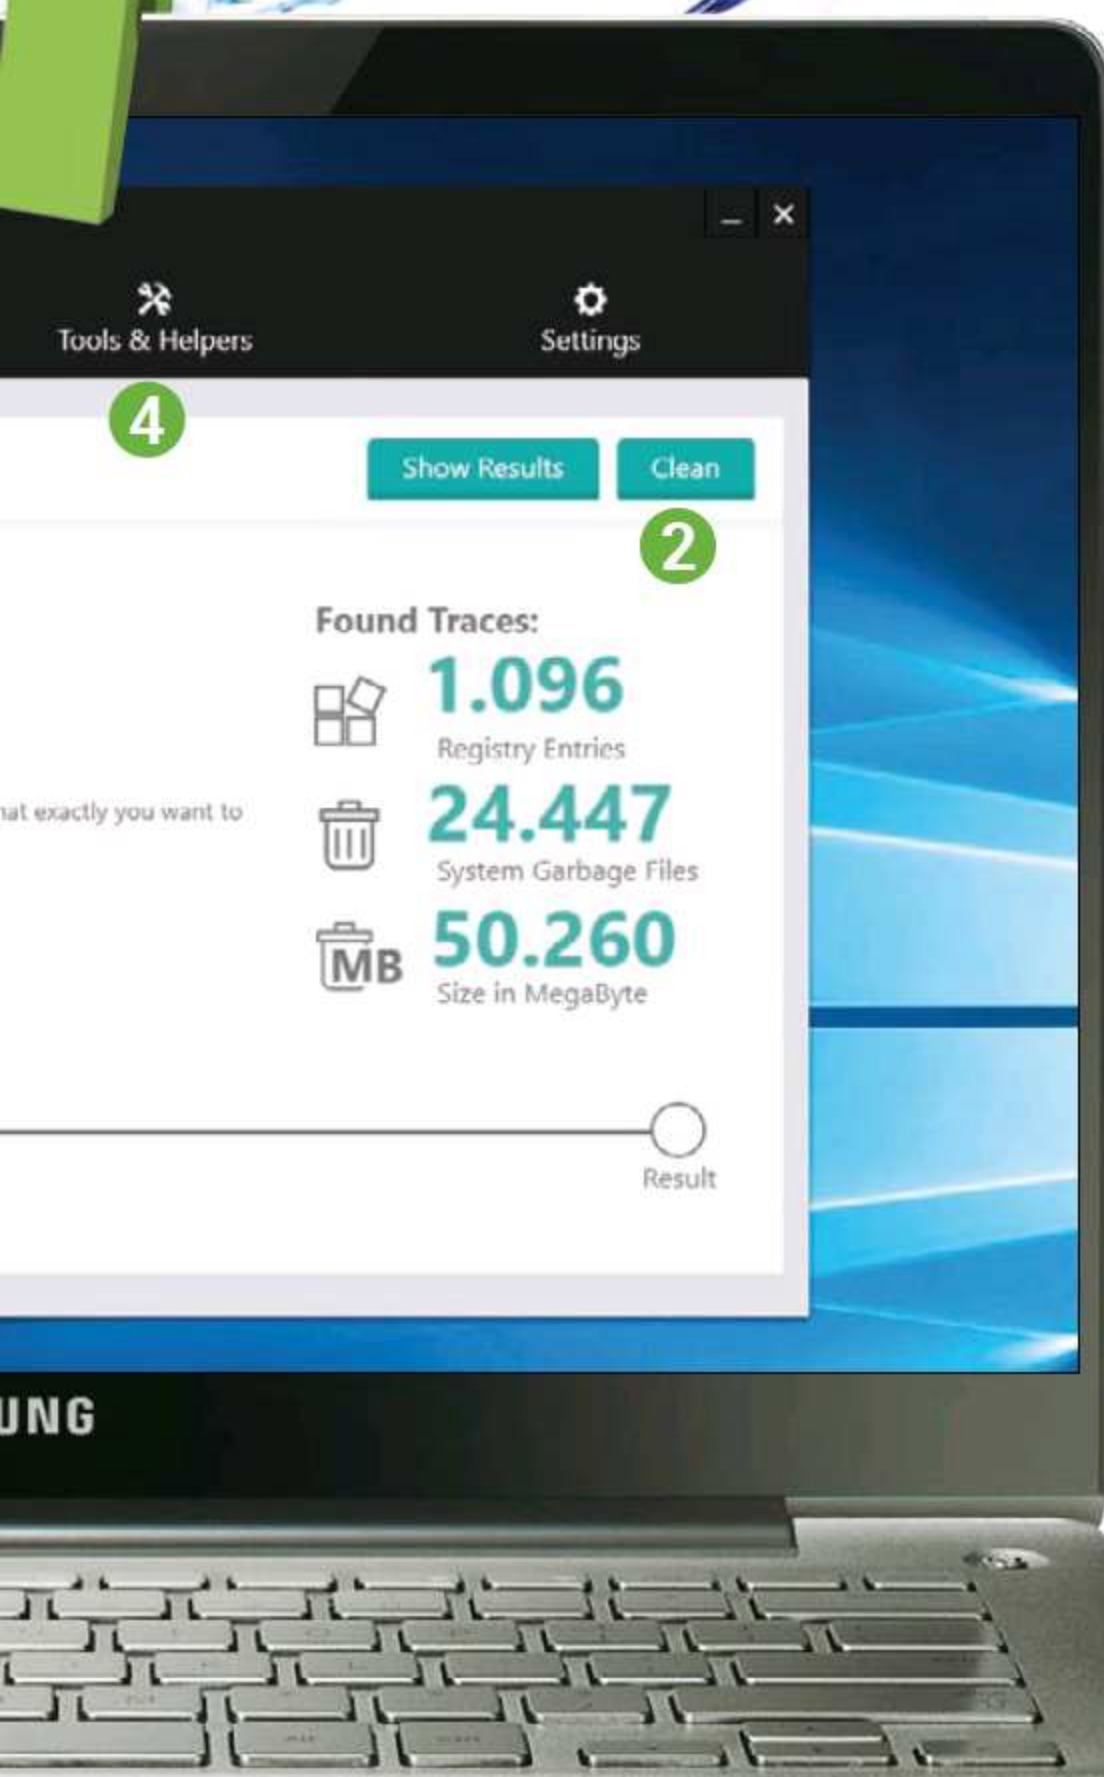 Tools & Helpers
Settings
4
Show Results
Clean
2
Found Traces:
1.096
Registry Entries
24.447
System Garbage Files
hat exactly you want to
MB
50.260
Size in MegaByte
Result
UNG